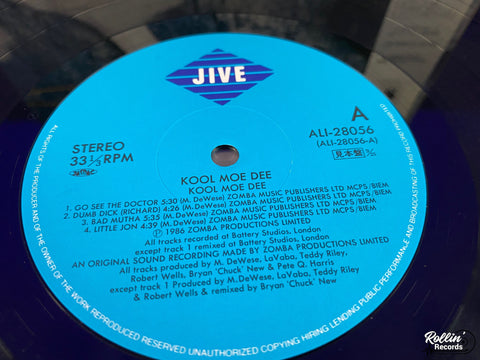 JIVE
STEREO
33 1/3 RPM
A
ALI-28056
(ALI-28056-A)
見本盤
KOOL MOE DEE
KOOL MOE DEE
1. GO SEE THE DOCTOR 5:30 (M. DeWese) ZOMBA MUSIC PUBLISHERS LTD MCPS/BIEM
2. DUMB DICK (RICHARD) 4:26 (M. DeWese) ZOMBA MUSIC PUBLISHERS LTD MCPS/BIEM
3. BAD MUTHA 5:35 (M. DeWese) ZOMBA MUSIC PUBLISHERS LTD MCPS/BIEM
4. LITTLE JON 4:39 (M. DeWese) ZOMBA MUSIC PUBLISHERS LTD MCPS/BIEM
℗ 1986 ZOMBA PRODUCTIONS LIMITED
All tracks recorded at Battery Studios, London
except track 1 remixed at Battery Studios, London
AN ORIGINAL SOUND RECORDING MADE BY ZOMBA PRODUCTIONS LIMITED
All tracks produced by M. DeWese, LaVaba, Teddy Riley,
Robert Wells, Bryan 'Chuck' New & Pete Q. Harris
except track 1 Produced by M. DeWese, LaVaba, Teddy Riley
& Robert Wells & remixed by Bryan 'Chuck' New
ALL RIGHTS OF THE PRODUCER AND OF THE OWNER OF THE WORK REPRODUCED RESERVED UNAUTHORIZED COPYING HIRING LENDING PUBLIC PERFORMANCE AND BROADCASTING OF THIS RECORD PROHIBITED
Rollin'
Records